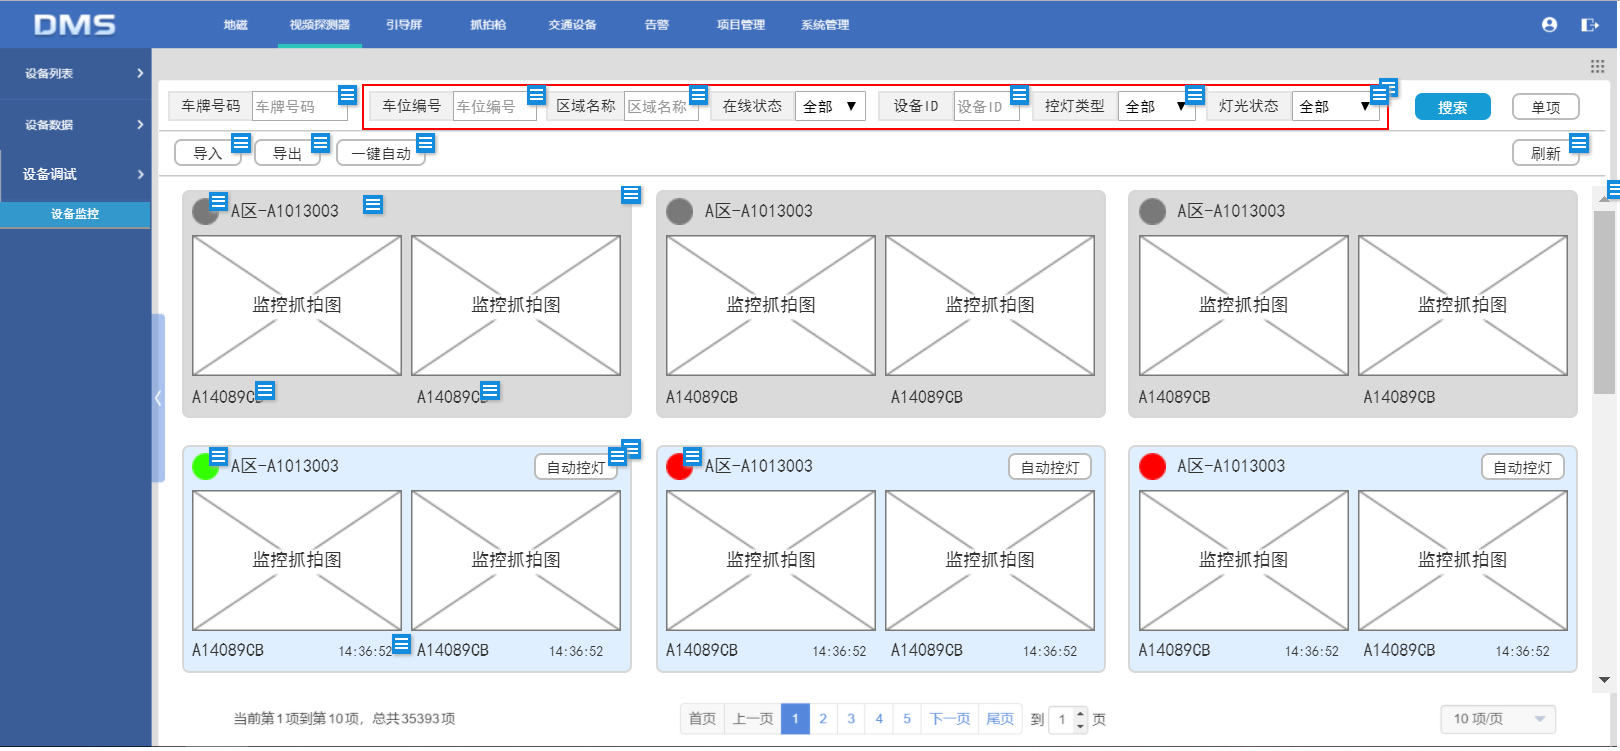 DMS 地磁 视频探测器 引导屏 抓拍枪 交通设备 告警 项目管理 系统管理
设备列表
设备数据
设备调试
设备监控
车牌号码 车牌号码 车位编号 车位编号 区域名称 区域名称 在线状态 全部 ▼ 设备ID 设备ID 控灯类型 全部 ▼ 灯光状态 全部 ▼ 搜索 单项
导入 导出 一键自动 刷新
A区-A1013003 A区-A1013003 A区-A1013003
监控抓拍图 监控抓拍图 监控抓拍图 监控抓拍图 监控抓拍图 监控抓拍图
A14089CB A14089CB A14089CB A14089CB A14089CB A14089CB
A区-A1013003 自动控灯 A区-A1013003 自动控灯 A区-A1013003 自动控灯
监控抓拍图 监控抓拍图 监控抓拍图 监控抓拍图 监控抓拍图 监控抓拍图
A14089CB 14:36:52 A14089CB 14:36:52 A14089CB 14:36:52 A14089CB 14:36:52 A14089CB 14:36:52 A14089CB 14:36:52
当前第1项到第10项，总共35393项 首页 上一页 1 2 3 4 5 下一页 尾页 到 1 页 10 项/页